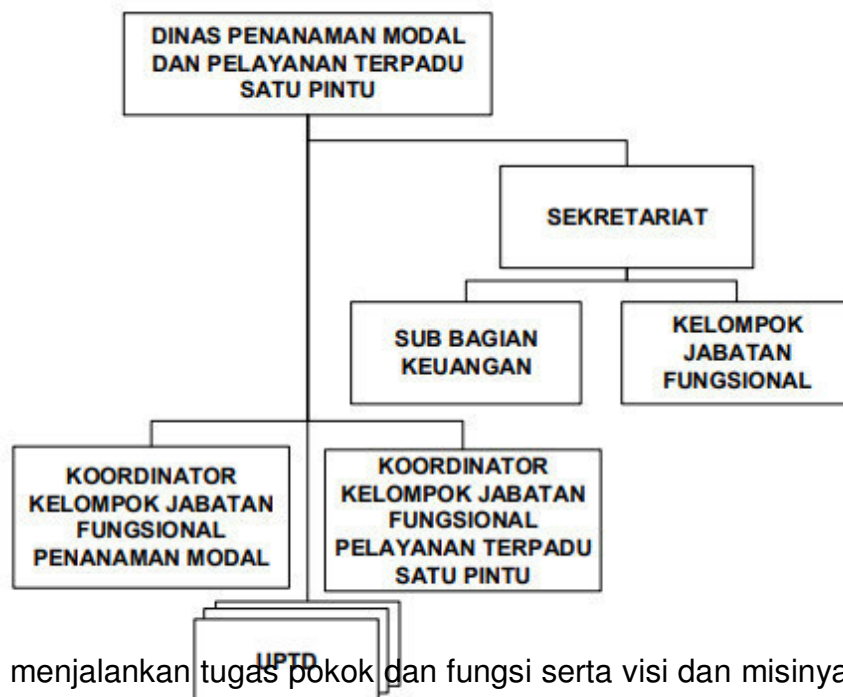 DINAS PENANAMAN MODAL
DAN PELAYANAN TERPADU
SATU PINTU
SEKRETARIAT
SUB BAGIAN
KEUANGAN
KELOMPOK
JABATAN
FUNGSIONAL
KOORDINATOR
KELOMPOK JABATAN
FUNGSIONAL
PENANAMAN MODAL
KOORDINATOR
KELOMPOK JABATAN
FUNGSIONAL
PELAYANAN TERPADU
SATU PINTU
UPTD
menjalankan tugas pokok dan fungsi serta visi dan misinya